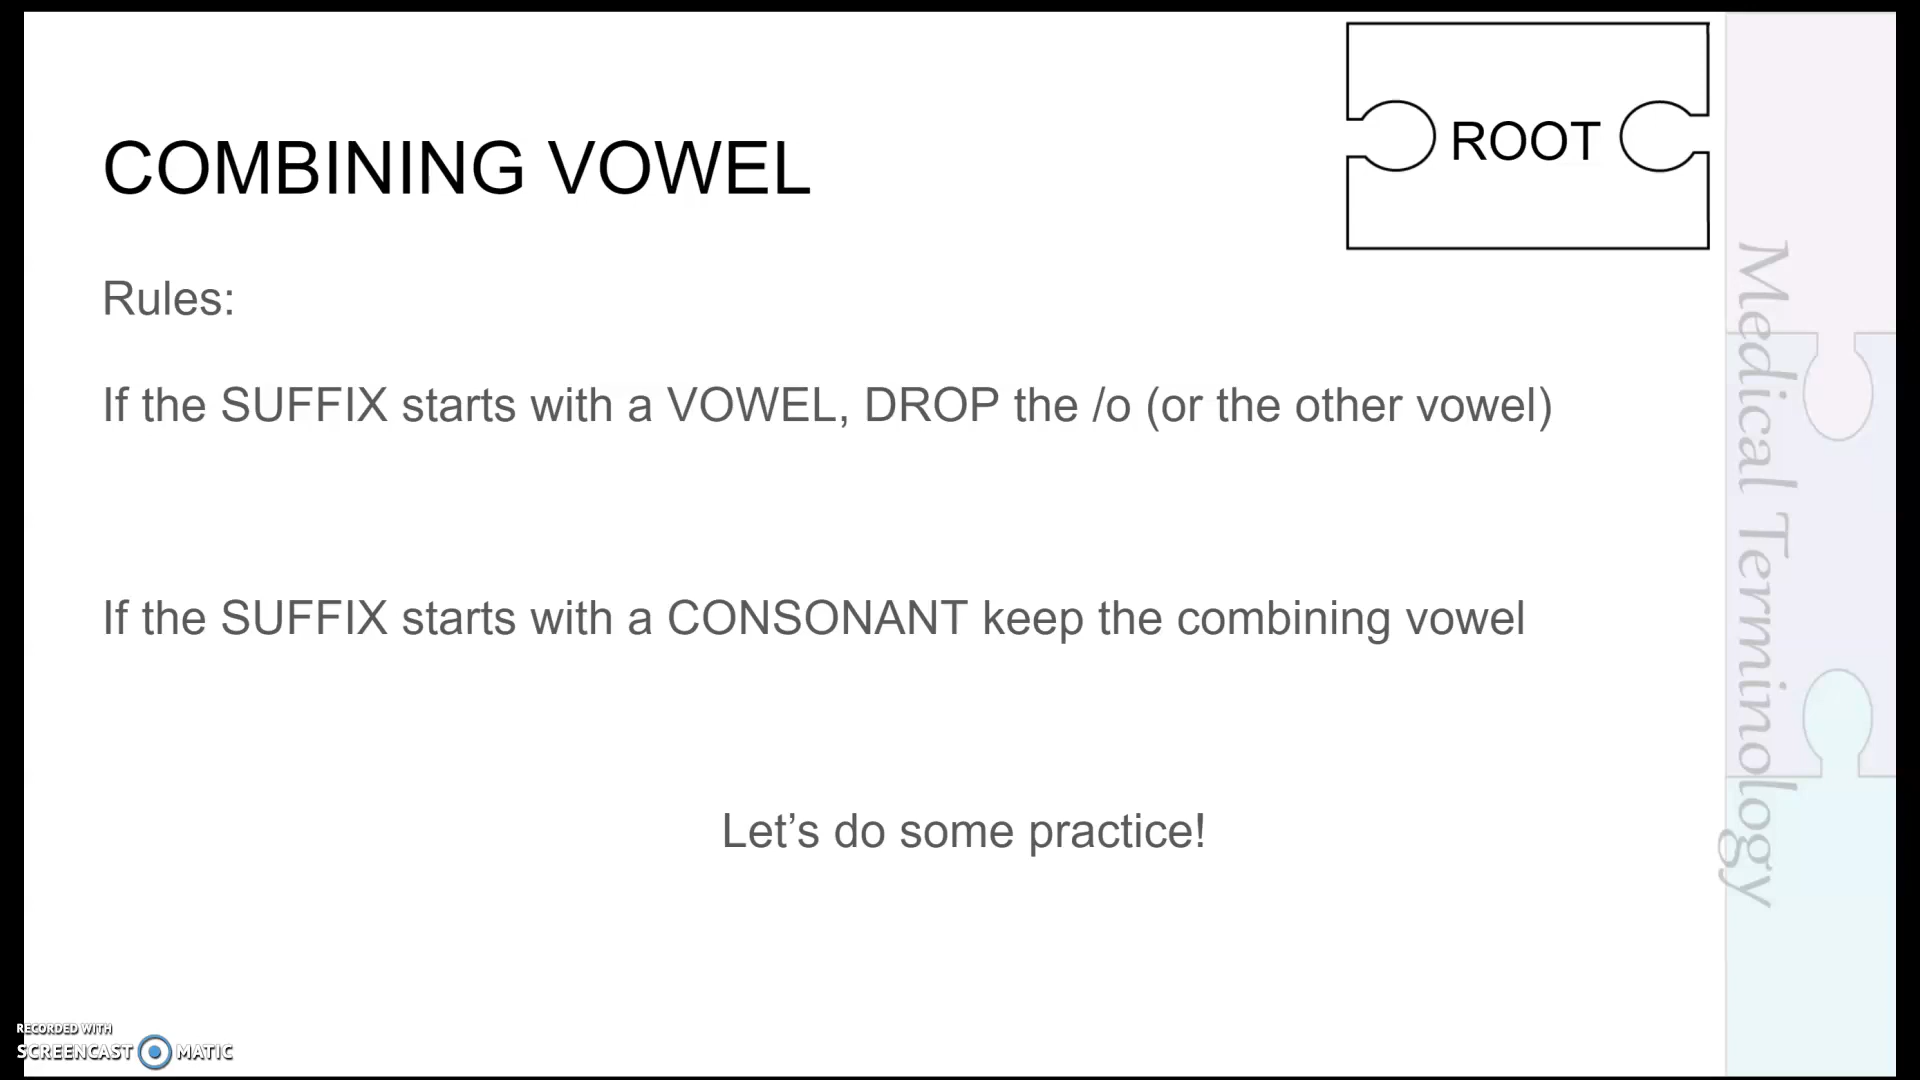 ROOT
COMBINING VOWEL
Rules:
If the SUFFIX starts with a VOWEL, DROP the /o (or the other vowel)
If the SUFFIX starts with a CONSONANT keep the combining vowel
Let’s do some practice!
Medical Terminology
RECORDED WITH
SCREENCAST MATIC